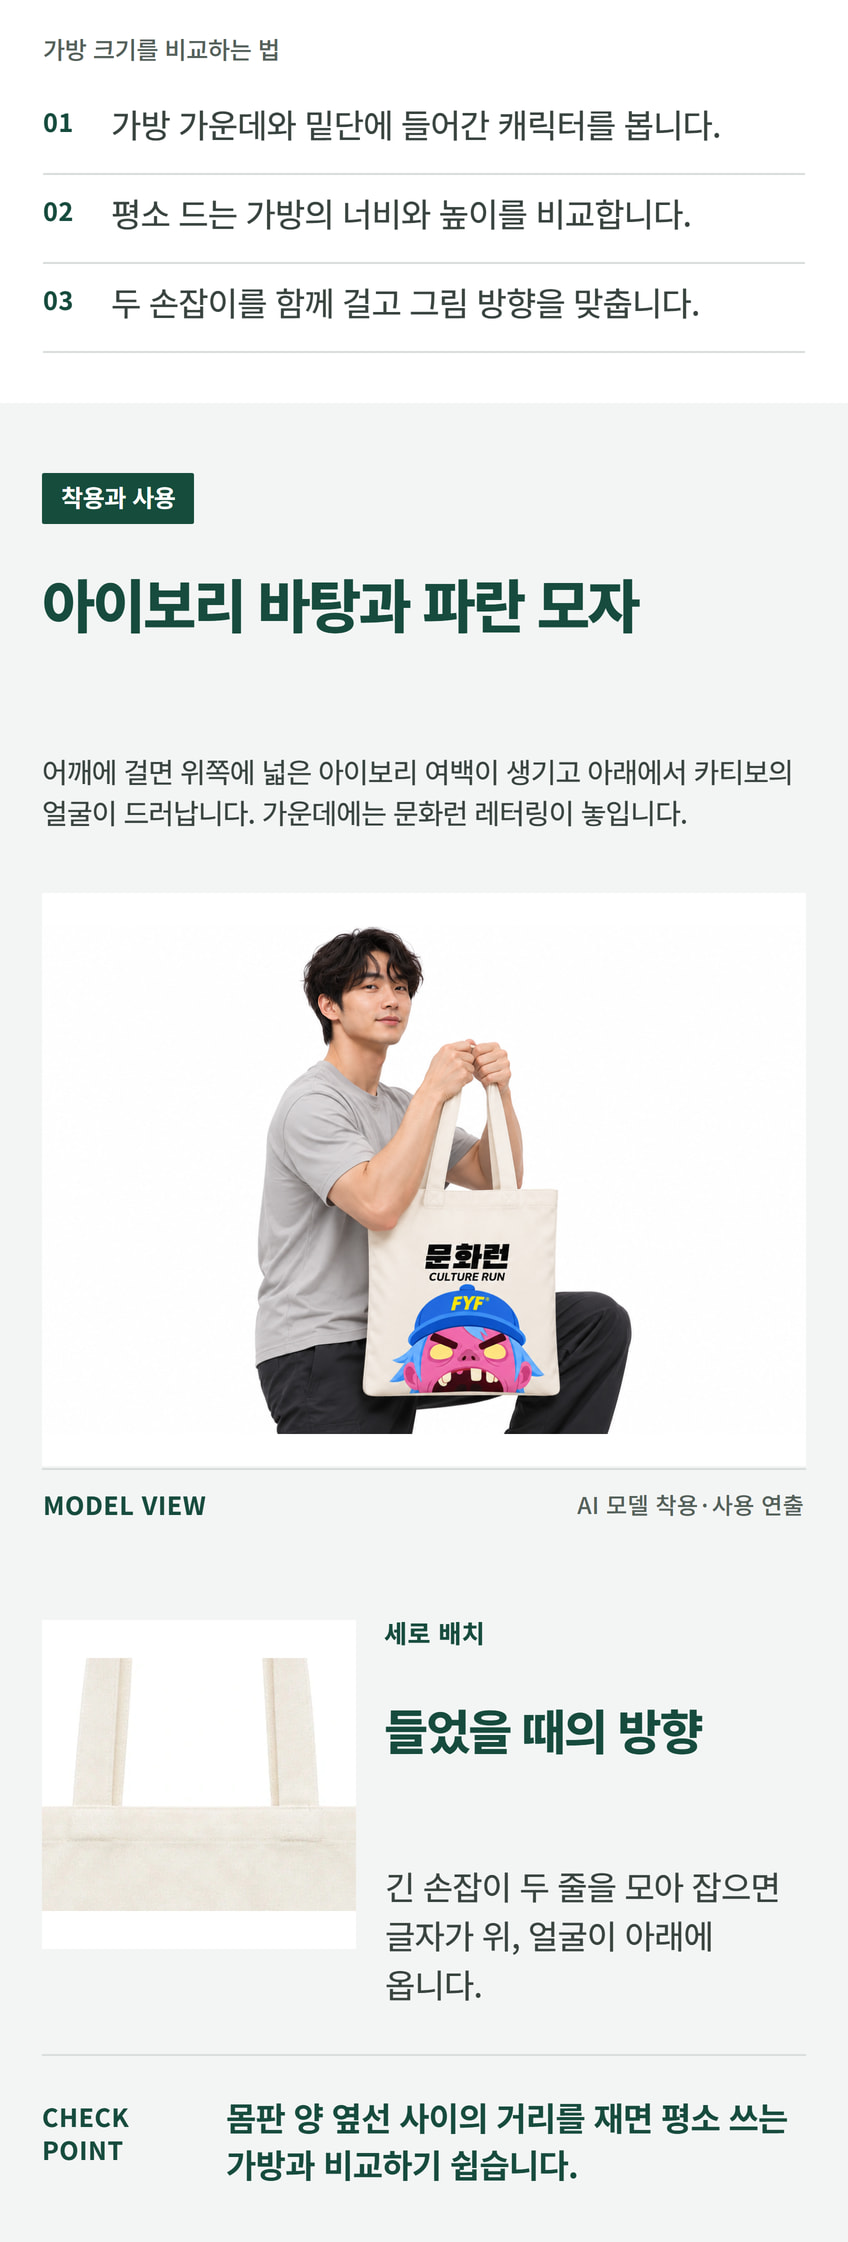 가방 크기를 비교하는 법
01 가방 가운데와 밑단에 들어간 캐릭터를 봅니다.
02 평소 드는 가방의 너비와 높이를 비교합니다.
03 두 손잡이를 함께 걸고 그림 방향을 맞춥니다.
착용과 사용
아이보리 바탕과 파란 모자
어깨에 걸면 위쪽에 넓은 아이보리 여백이 생기고 아래에서 카티보의
얼굴이 드러납니다. 가운데에는 문화런 레터링이 놓입니다.
문화런
CULTURE RUN
FYF
MODEL VIEW
AI 모델 착용·사용 연출
세로 배치
들었을 때의 방향
긴 손잡이 두 줄을 모아 잡으면
글자가 위, 얼굴이 아래에
옵니다.
CHECK
POINT
몸판 양 옆선 사이의 거리를 재면 평소 쓰는
가방과 비교하기 쉽습니다.